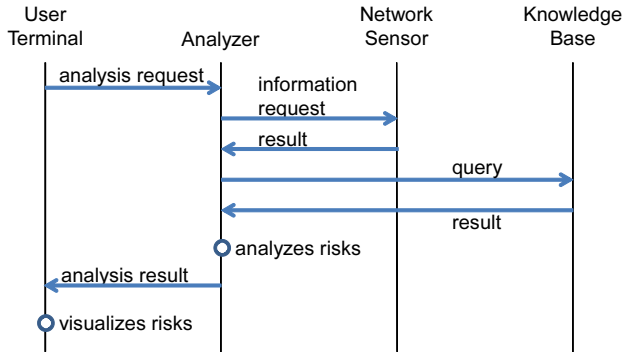 User
Terminal
Analyzer
Network
Sensor
Knowledge
Base
analysis request
information
request
result
query
result
analyzes risks
analysis result
visualizes risks